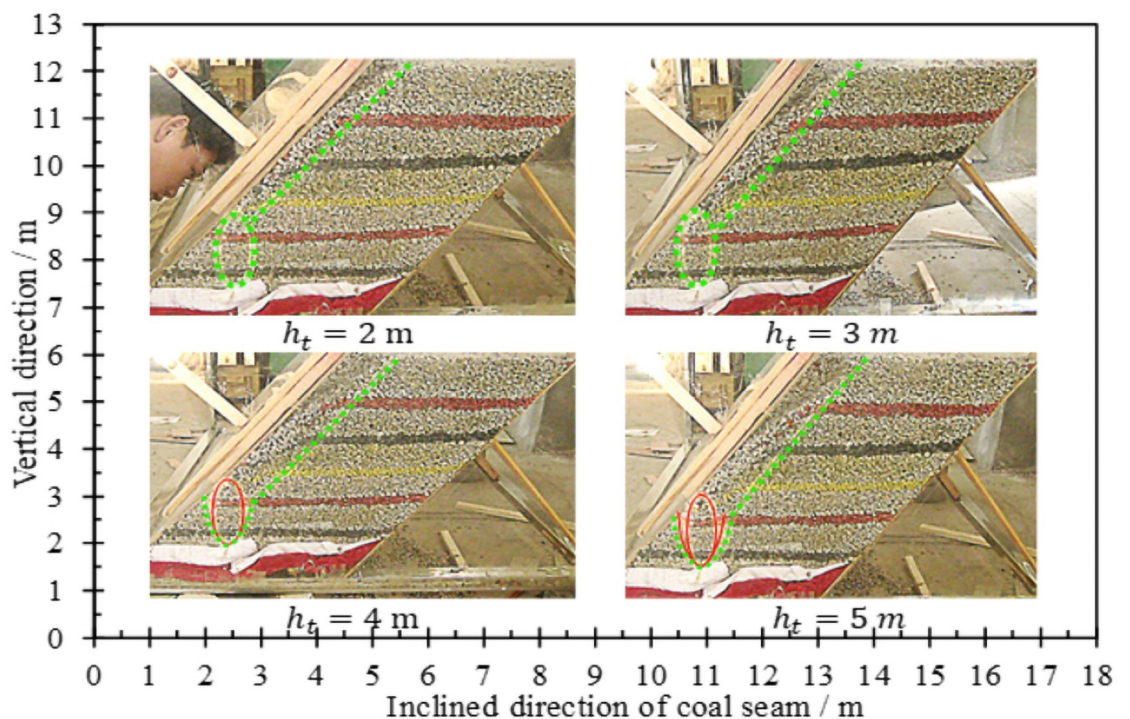 13
12
11
10
9
8
7
6
5
4
3
2
1
0
Vertical direction / m
h_t = 2 m
h_t = 3 m
h_t = 4 m
h_t = 5 m
0 1 2 3 4 5 6 7 8 9 10 11 12 13 14 15 16 17 18
Inclined direction of coal seam / m